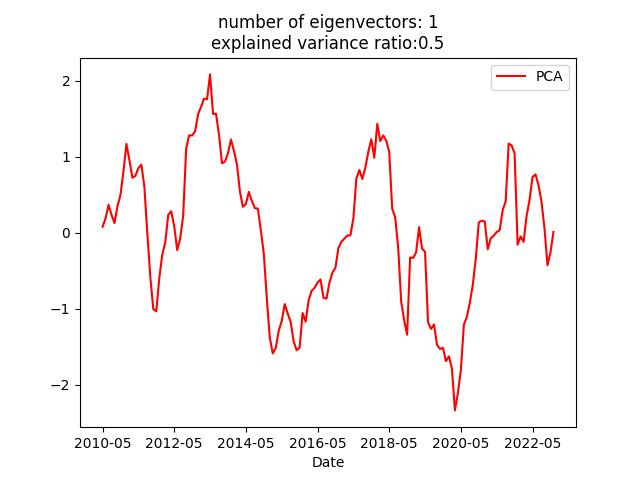 number of eigenvectors: 1
explained variance ratio:0.5
PCA
2
1
0
−1
−2
2010-05 2012-05 2014-05 2016-05 2018-05 2020-05 2022-05
Date